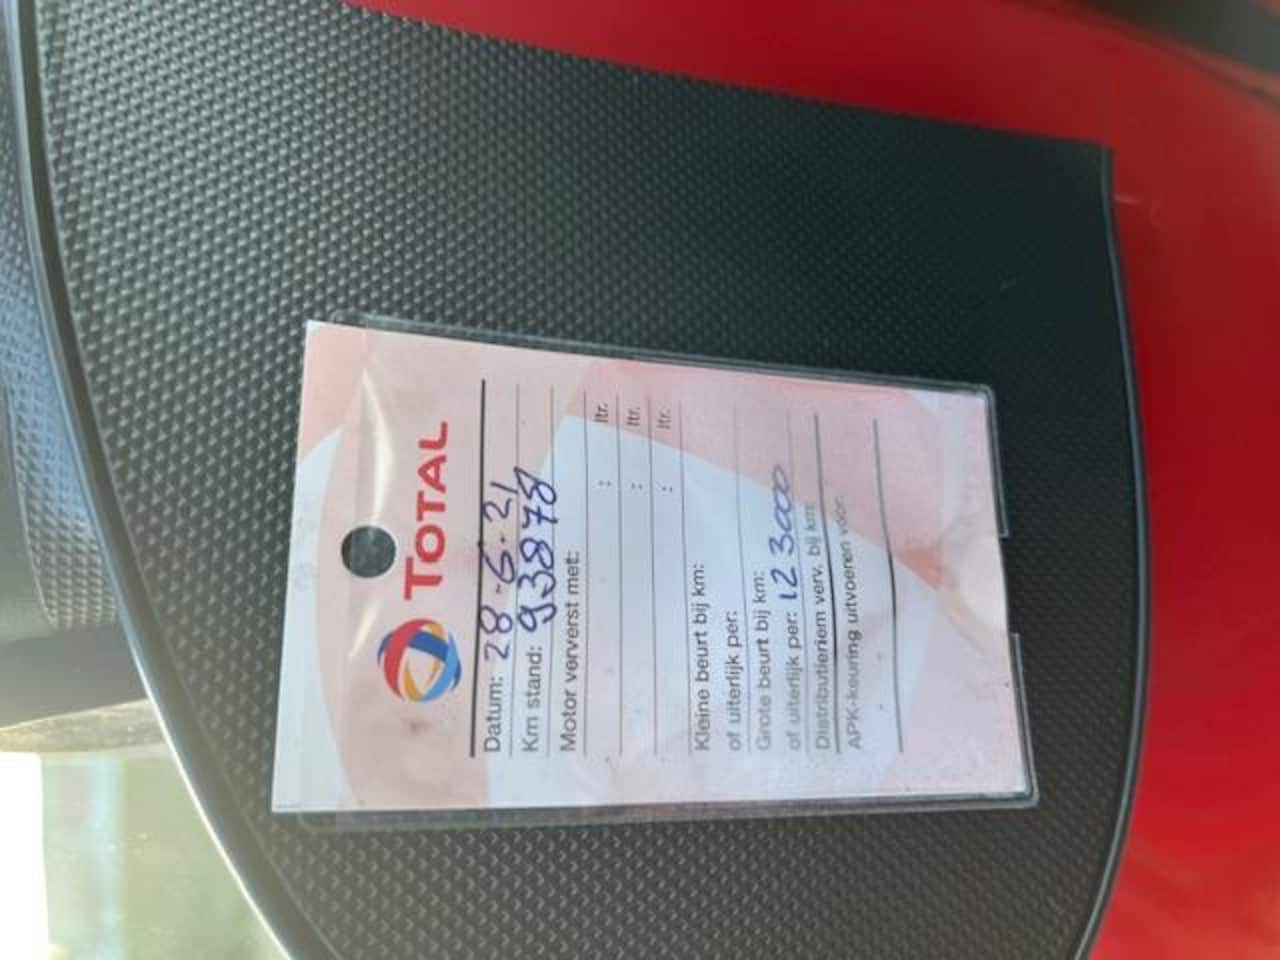 TOTAL
Datum: 28-6-21
Km stand: 93878
Motor ververst met:
: ltr.
: ltr.
: ltr.
Kleine beurt bij km:
of uiterlijk per:
Grote beurt bij km:
of uiterlijk per: 123000
Distributieriem verv. bij km:
APK-keuring uitvoeren voor: